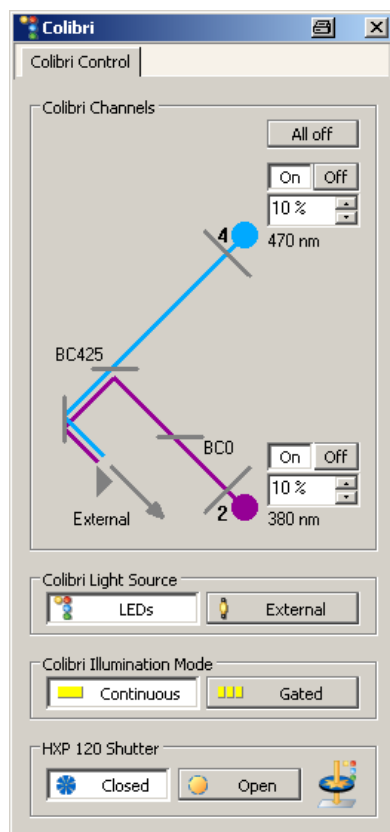 Colibri
Colibri Control
Colibri Channels
All off
On Off
10 %
4
470 nm
BC425
BC0
On Off
10 %
External
2
380 nm
Colibri Light Source
LEDs External
Colibri Illumination Mode
Continuous Gated
HXP 120 Shutter
Closed Open